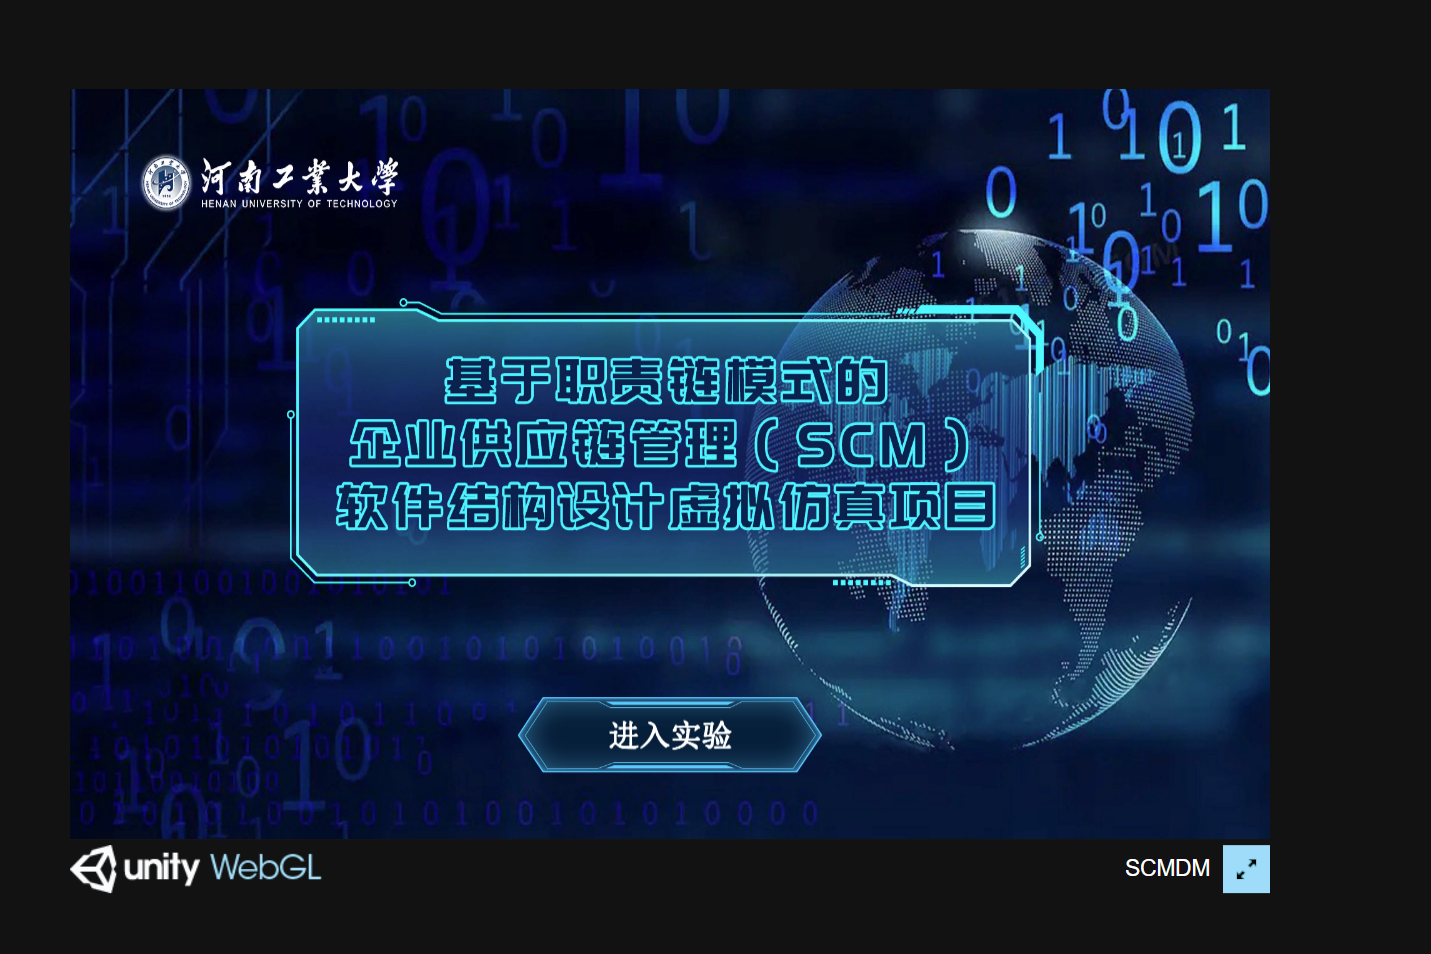 河南工業大學
HENAN UNIVERSITY OF TECHNOLOGY
基于职责链模式的
企业供应链管理（SCM）
软件结构设计虚拟仿真项目
进入实验
unity WebGL
SCMDM